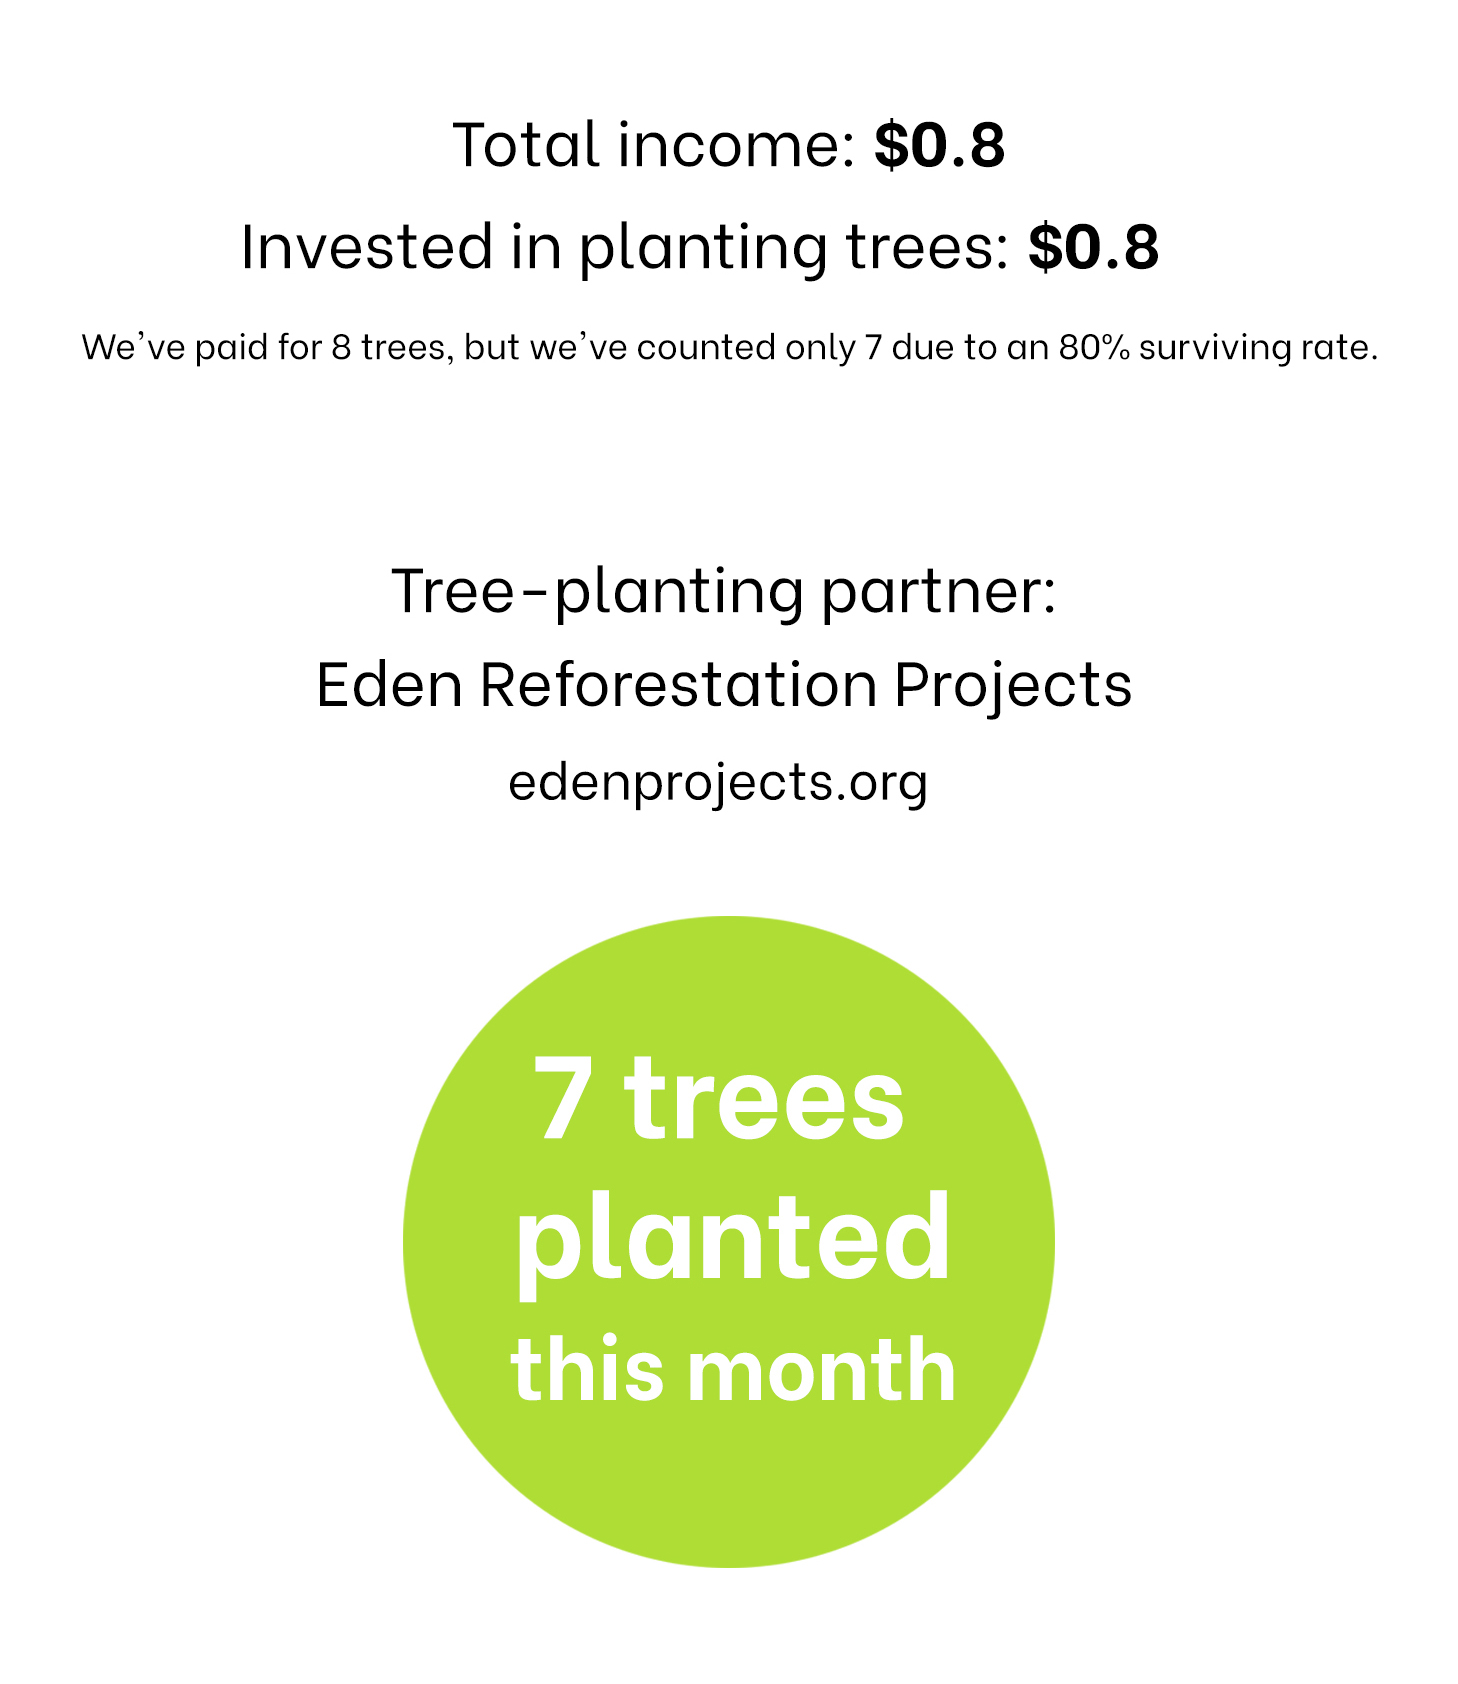 Total income: $0.8
Invested in planting trees: $0.8
We've paid for 8 trees, but we've counted only 7 due to an 80% surviving rate.
Tree-planting partner:
Eden Reforestation Projects
edenprojects.org
7 trees
planted
this month